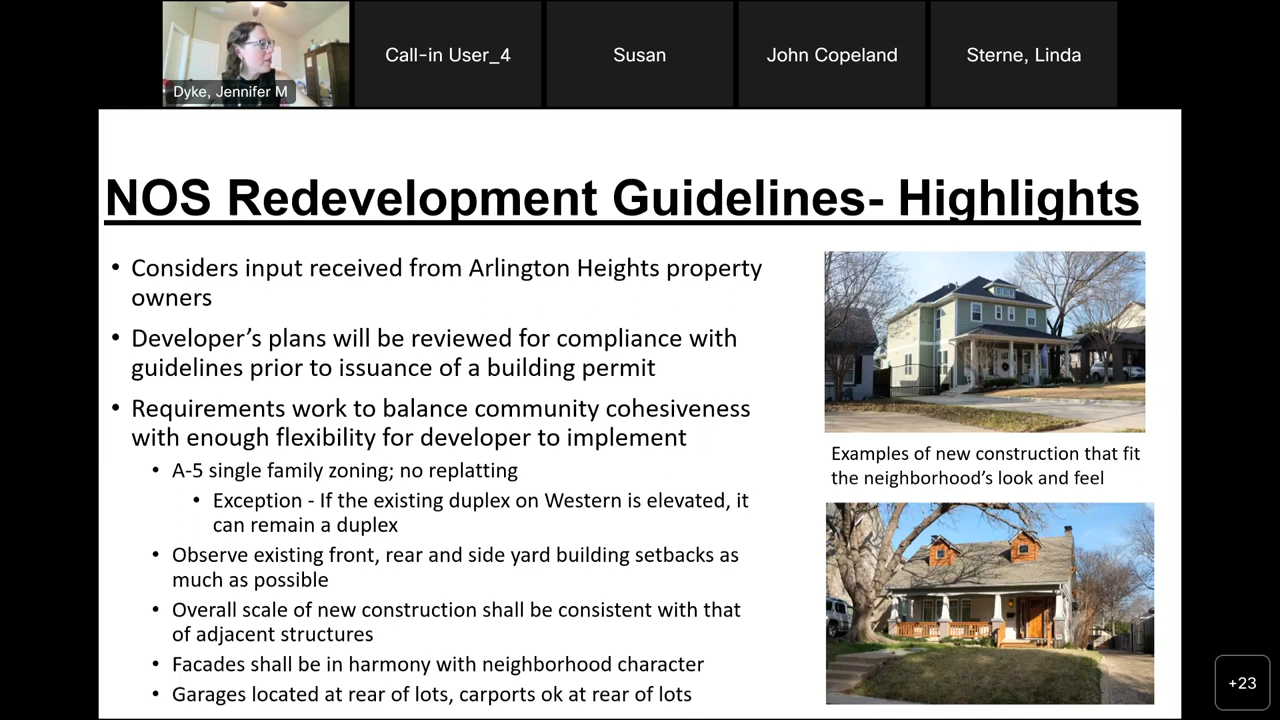 Dyke, Jennifer M
Call-in User_4
Susan
John Copeland
Sterne, Linda
NOS Redevelopment Guidelines- Highlights
• Considers input received from Arlington Heights property
owners
• Developer’s plans will be reviewed for compliance with
guidelines prior to issuance of a building permit
• Requirements work to balance community cohesiveness
with enough flexibility for developer to implement
• A-5 single family zoning; no replatting
• Exception - If the existing duplex on Western is elevated, it
can remain a duplex
• Observe existing front, rear and side yard building setbacks as
much as possible
• Overall scale of new construction shall be consistent with that
of adjacent structures
• Facades shall be in harmony with neighborhood character
• Garages located at rear of lots, carports ok at rear of lots
Examples of new construction that fit
the neighborhood’s look and feel
+23